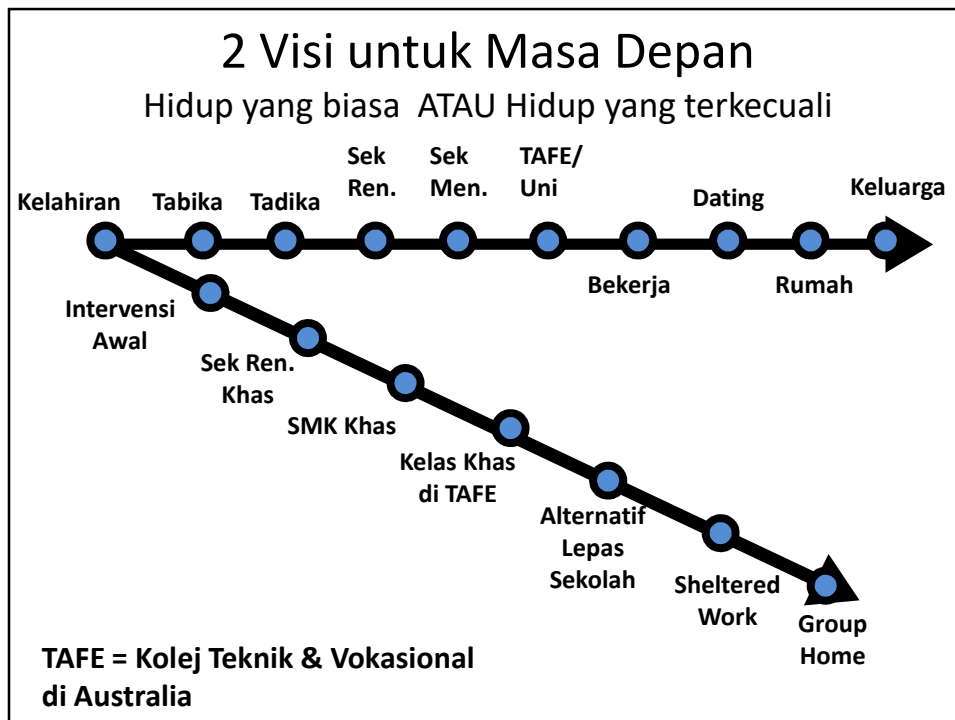 2 Visi untuk Masa Depan
Hidup yang biasa ATAU Hidup yang terkecuali
Kelahiran
Tabika
Tadika
Sek
Ren.
Sek
Men.
TAFE/
Uni
Bekerja
Dating
Rumah
Keluarga
Intervensi
Awal
Sek Ren.
Khas
SMK Khas
Kelas Khas
di TAFE
Alternatif
Lepas
Sekolah
Sheltered
Work
Group
Home
TAFE = Kolej Teknik & Vokasional
di Australia